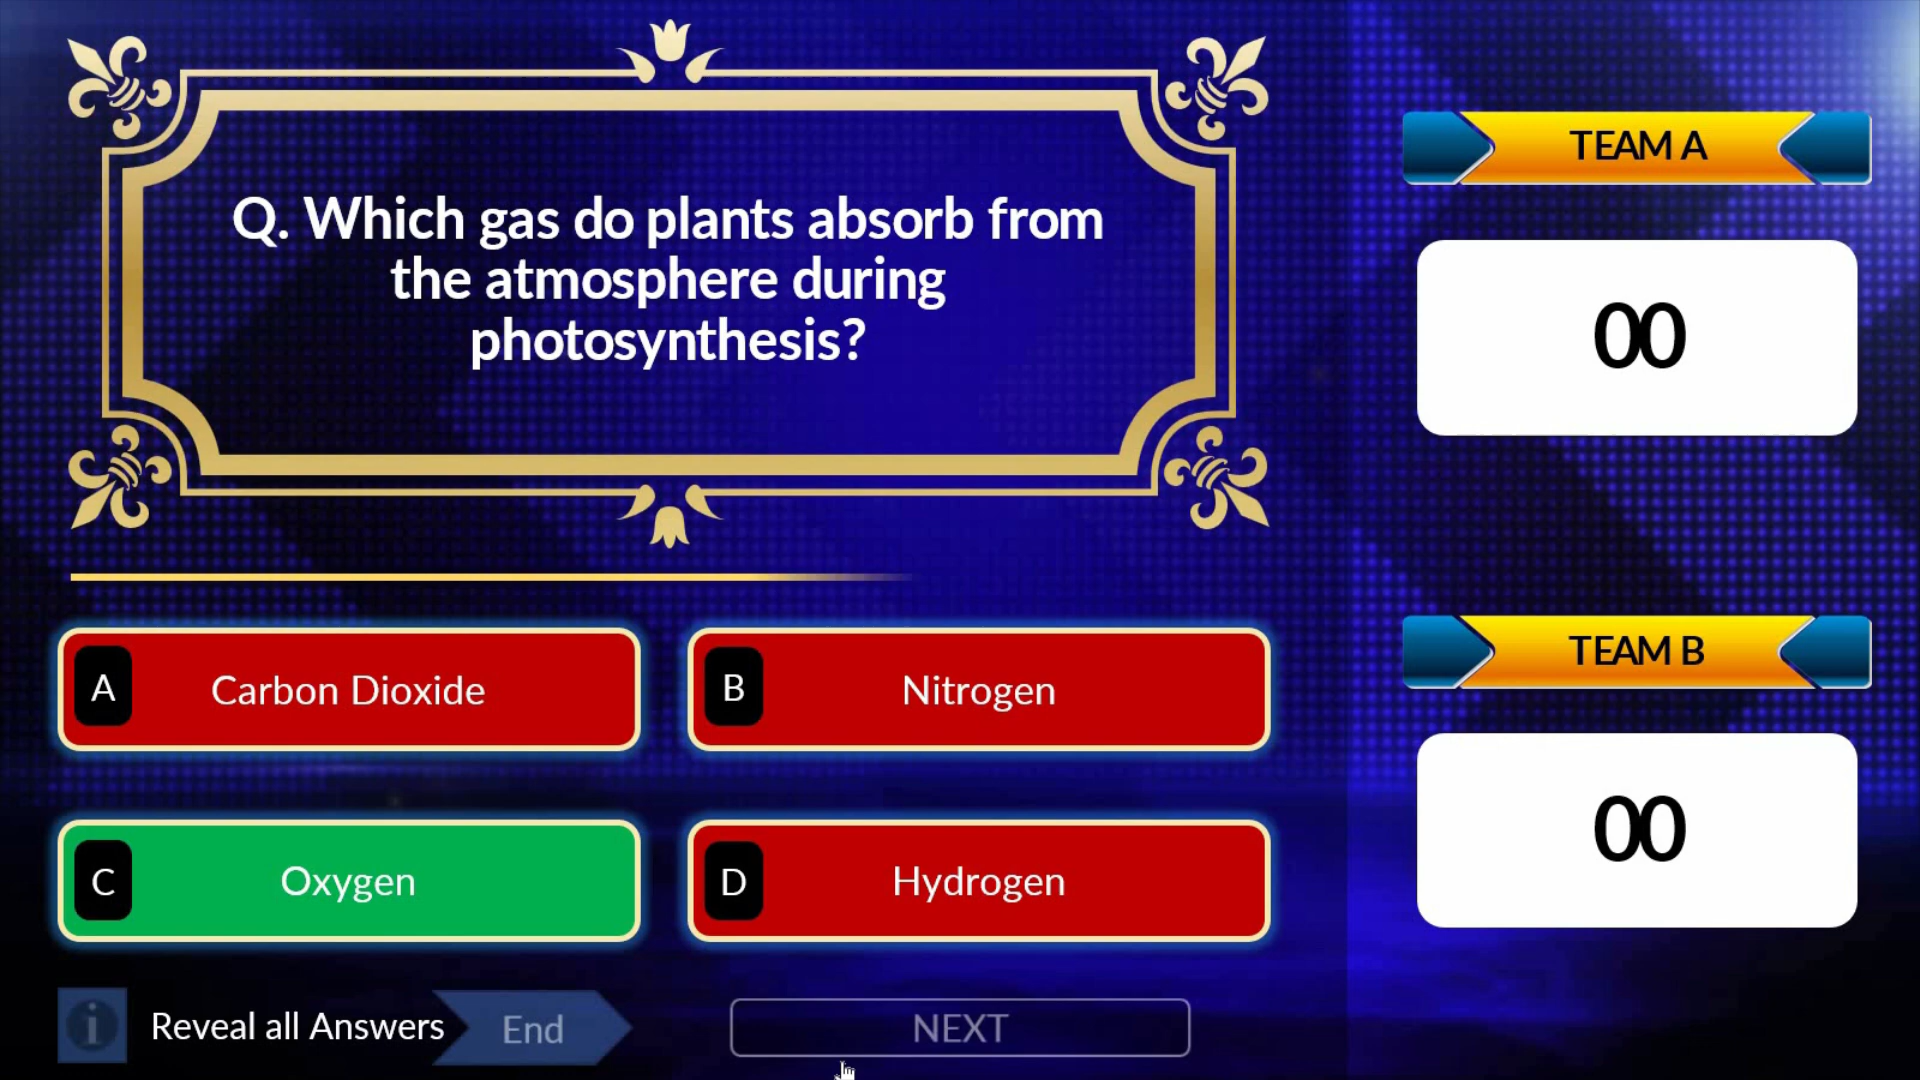 Q. Which gas do plants absorb from
the atmosphere during
photosynthesis?
TEAM A
00
A Carbon Dioxide
B Nitrogen
TEAM B
00
C Oxygen
D Hydrogen
i Reveal all Answers
End
NEXT